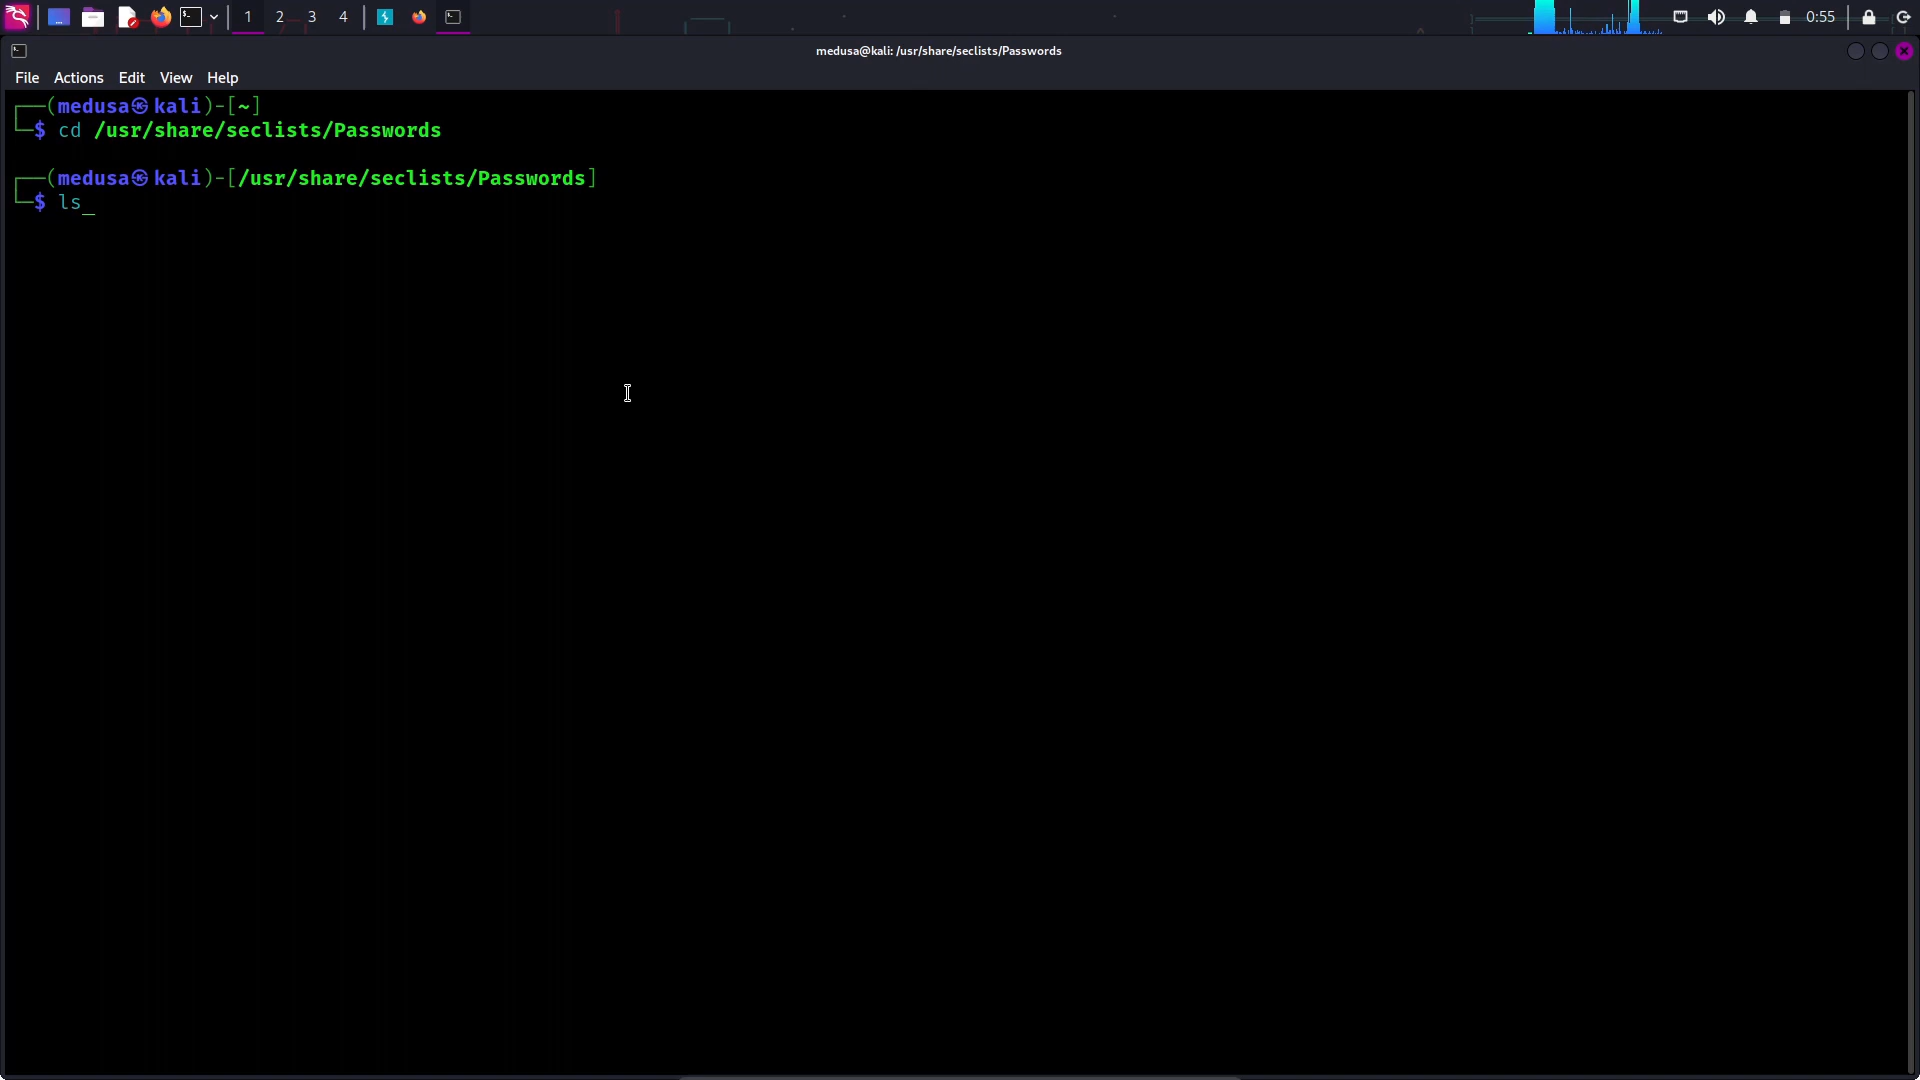 1 2 3 4 0:55
medusa@kali: /usr/share/seclists/Passwords
File Actions Edit View Help
┌──(medusa㉿kali)-[~]
└─$ cd /usr/share/seclists/Passwords
┌──(medusa㉿kali)-[/usr/share/seclists/Passwords]
└─$ ls_